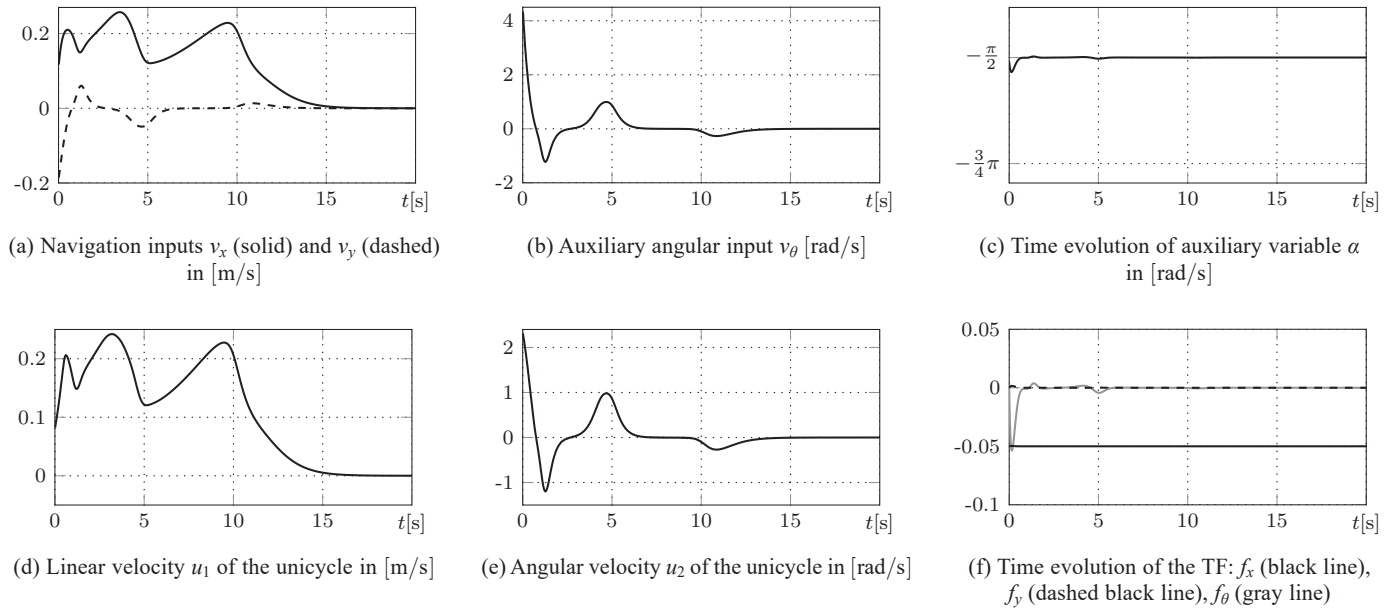 0.2
0
-0.2
0
5
10
15
t[s]
(a) Navigation inputs vx (solid) and vy (dashed)
in [m/s]
4
2
0
-2
0
5
10
15
t[s]
(b) Auxiliary angular input vθ [rad/s]
−π/2
−3/4π
0
5
10
15
t[s]
(c) Time evolution of auxiliary variable α
in [rad/s]
0.2
0.1
0
0
5
10
15
t[s]
(d) Linear velocity u1 of the unicycle in [m/s]
2
1
0
-1
0
5
10
15
t[s]
(e) Angular velocity u2 of the unicycle in [rad/s]
0.05
0
-0.05
-0.1
0
5
10
15
t[s]
(f) Time evolution of the TF: fx (black line),
fy (dashed black line), fθ (gray line)